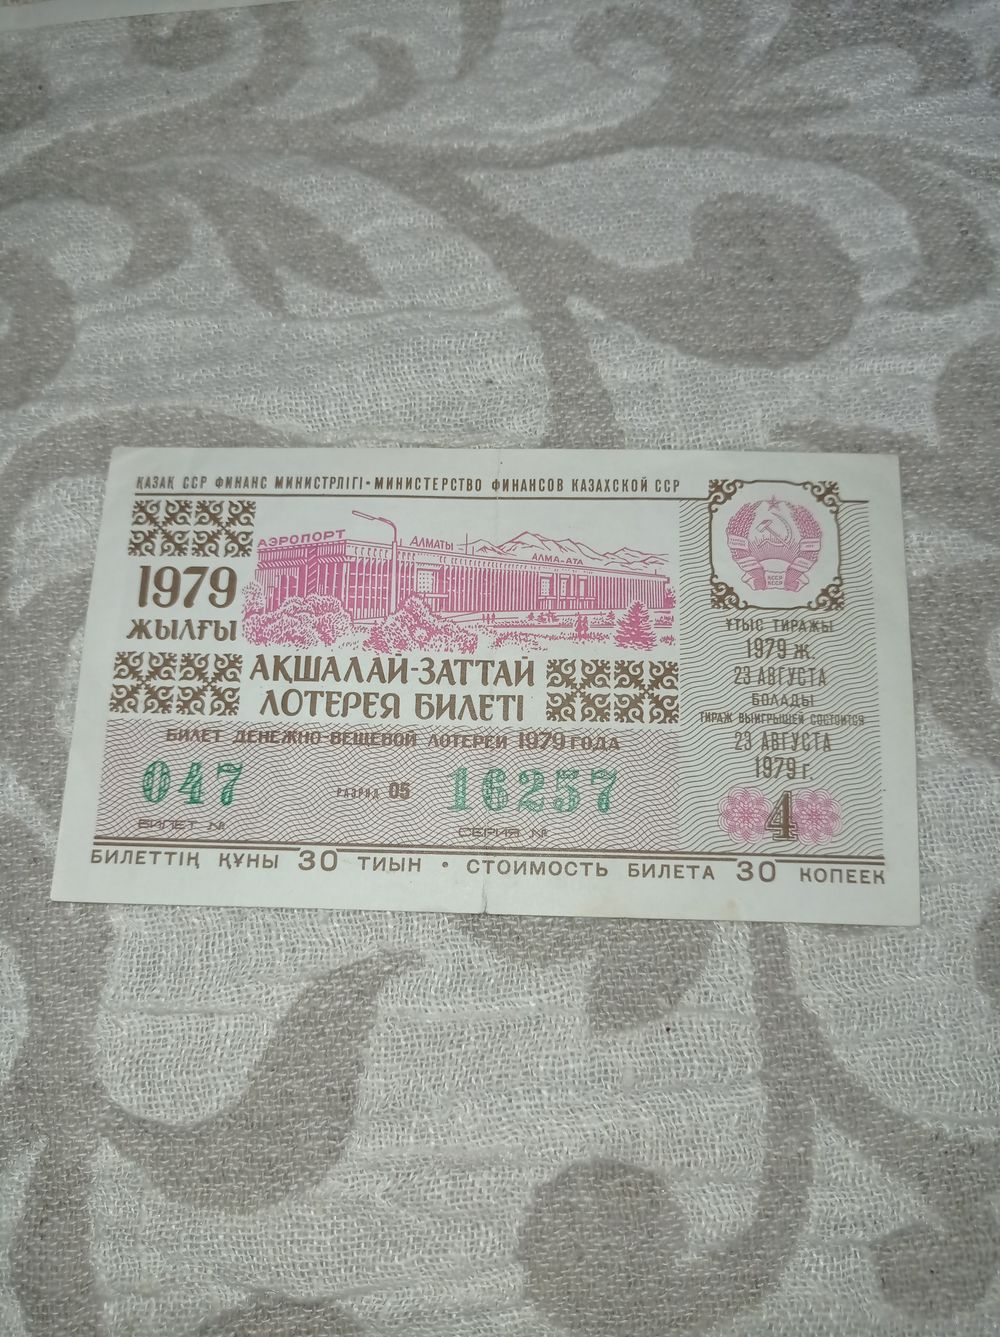 ҚАЗАҚ ССР ФИНАНС МИНИСТРЛІГІ • МИНИСТЕРСТВО ФИНАНСОВ КАЗАХСКОЙ ССР
АЭРОПОРТ
АЛМАТЫ
АЛМА-АТА
1979
ЖЫЛҒЫ
АҚШАЛАЙ-ЗАТТАЙ
ЛОТЕРЕЯ БИЛЕТІ
БИЛЕТ ДЕНЕЖНО-ВЕЩЕВОЙ ЛОТЕРЕИ 1979 ГОДА
047 РАЗРЯД 05 16257
БИЛЕТ № СЕРИЯ №
ҰТЫС ТИРАЖЫ
1979 Ж.
23 АВГУСТА
БОЛАДЫ
ТИРАЖ ВЫИГРЫШЕЙ СОСТОИТСЯ
23 АВГУСТА
1979 г.
4
БИЛЕТТІҢ ҚҰНЫ 30 ТИЫН • СТОИМОСТЬ БИЛЕТА 30 КОПЕЕК